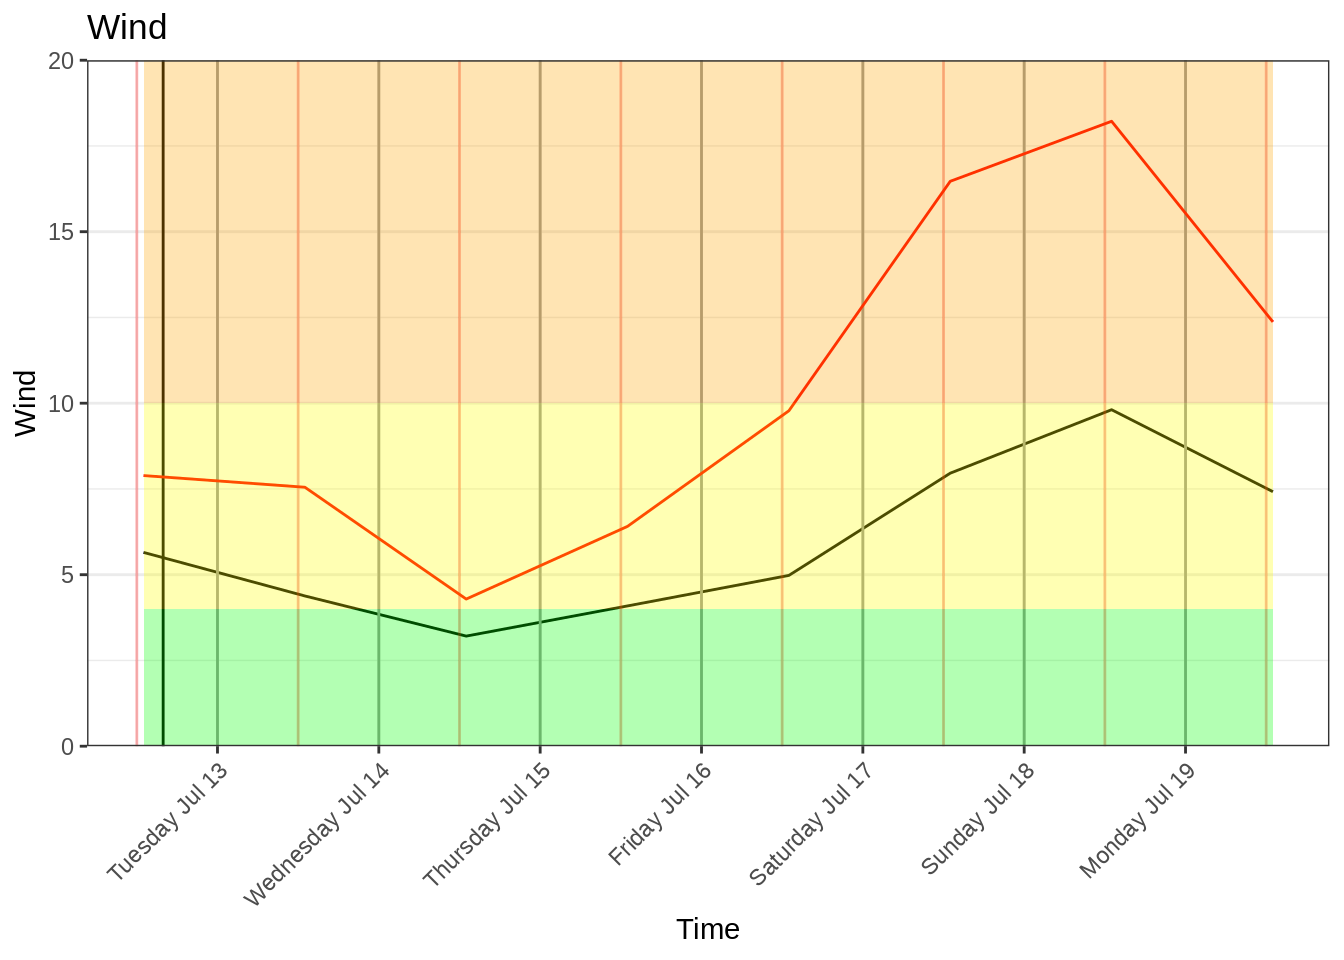 Wind
20
15
10
5
0
Wind
Tuesday Jul 13
Wednesday Jul 14
Thursday Jul 15
Friday Jul 16
Saturday Jul 17
Sunday Jul 18
Monday Jul 19
Time